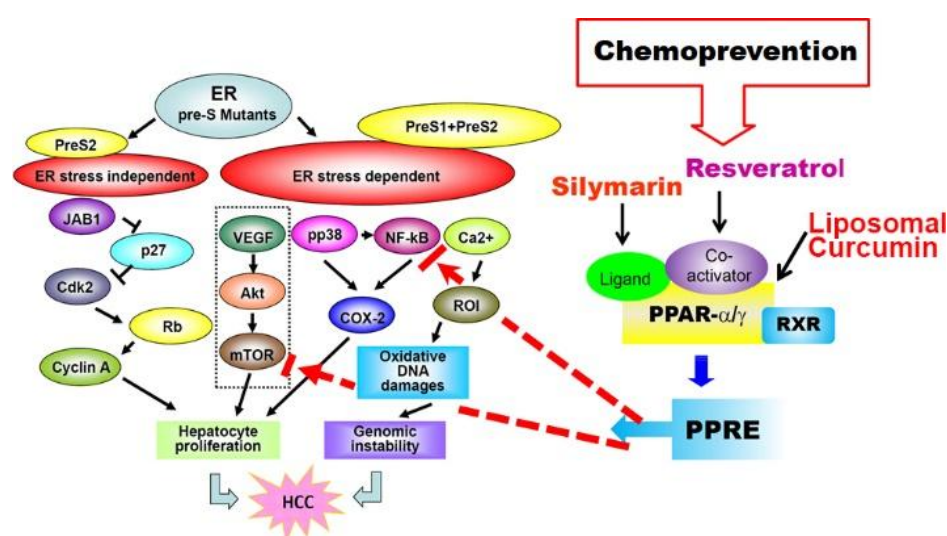 Chemoprevention
ER
pre-S Mutants
PreS2
PreS1+PreS2
ER stress independent
ER stress dependent
Silymarin
Resveratrol
Liposomal
Curcumin
JAB1
p27
Cdk2
Rb
Cyclin A
VEGF
Akt
mTOR
pp38
NF-kB
Ca2+
COX-2
ROI
Oxidative
DNA
damages
Ligand
Co-
activator
PPAR-α/γ
RXR
PPRE
Hepatocyte
proliferation
Genomic
instability
HCC